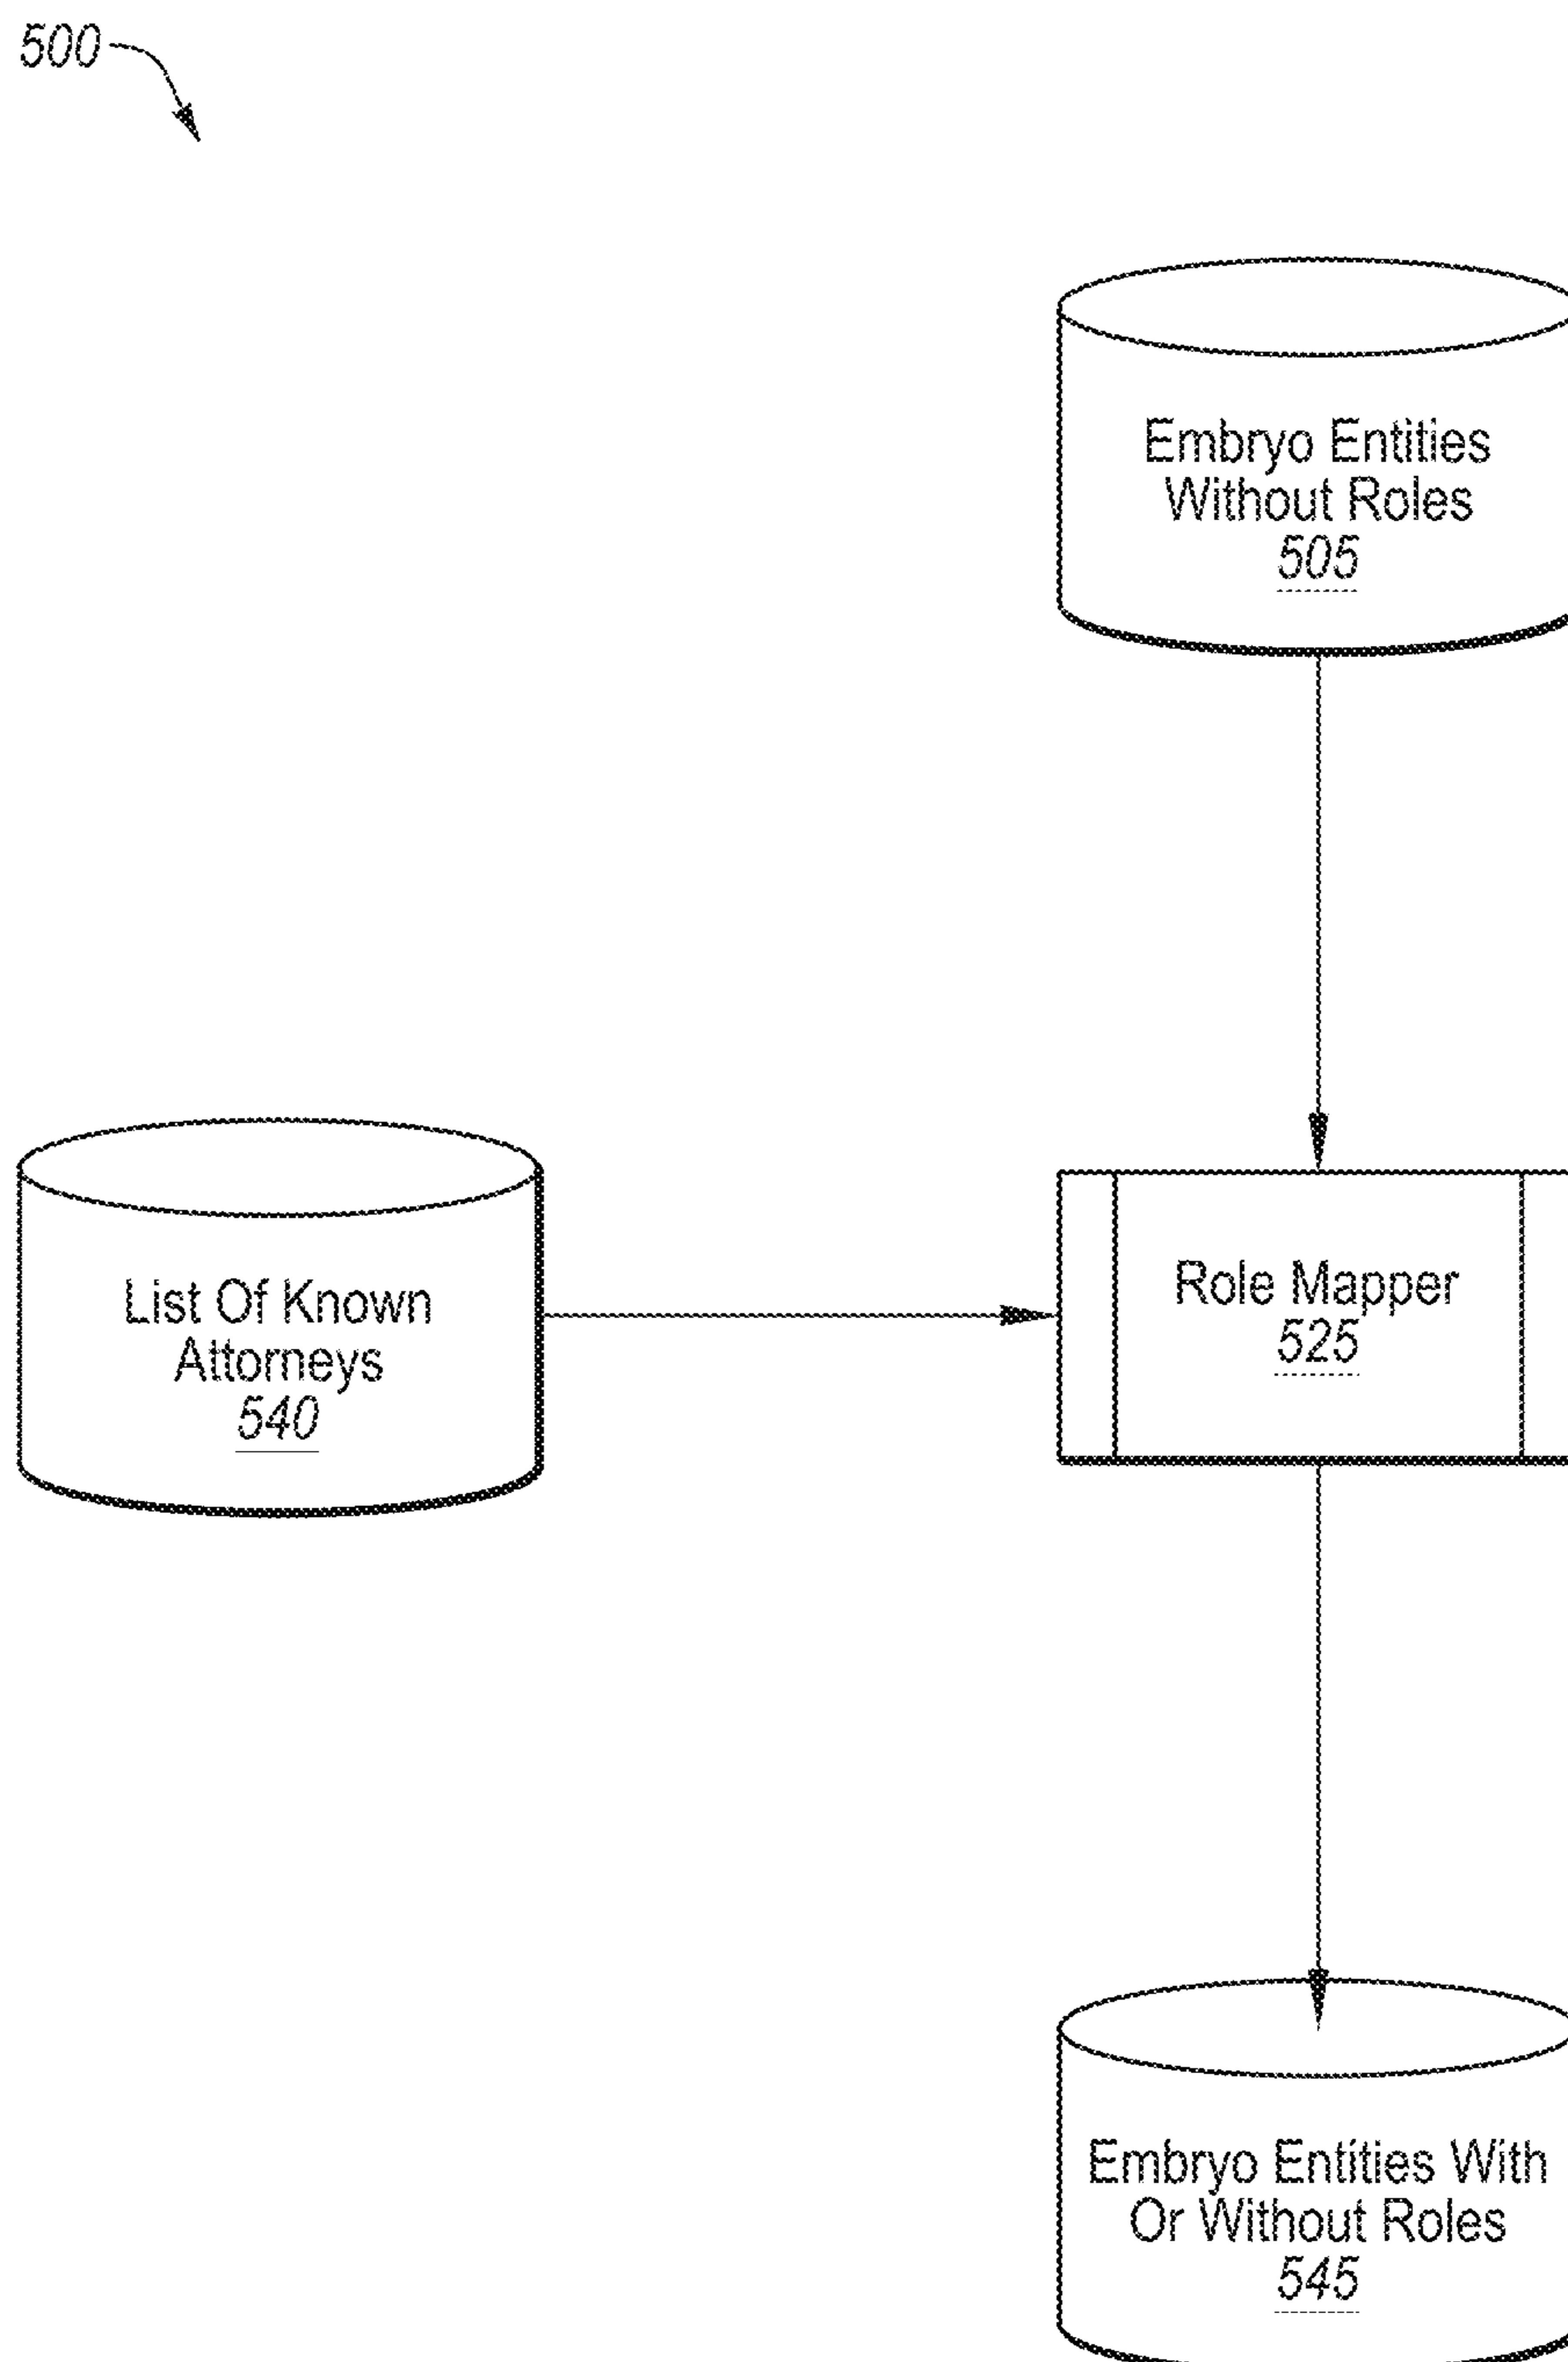 500
Embryo Entities
Without Roles
505
List Of Known
Attorneys
540
Role Mapper
525
Embryo Entities With
Or Without Roles
545